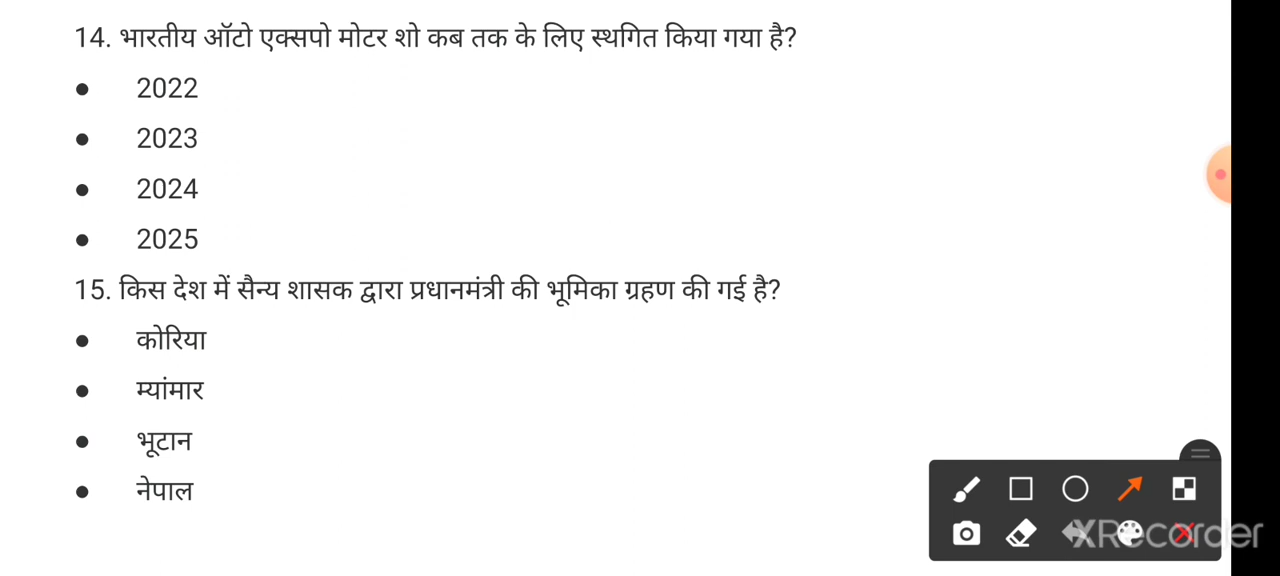 14. भारतीय ऑटो एक्सपो मोटर शो कब तक के लिए स्थगित किया गया है?
● 2022
● 2023
● 2024
● 2025
15. किस देश में सैन्य शासक द्वारा प्रधानमंत्री की भूमिका ग्रहण की गई है?
● कोरिया
● म्यांमार
● भूटान
● नेपाल
XRecorder